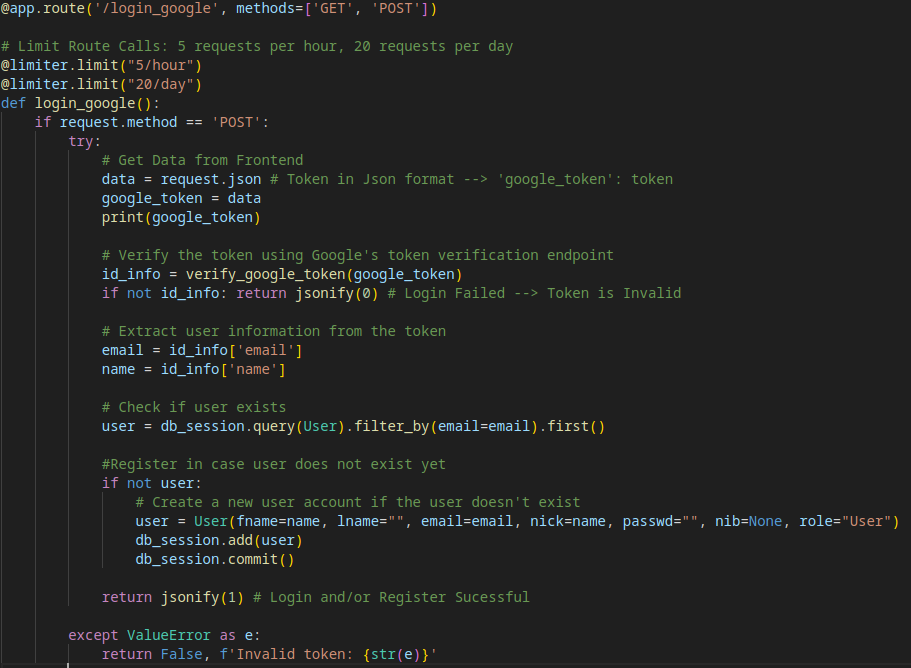 @app.route('/login_google', methods=['GET', 'POST'])
# Limit Route Calls: 5 requests per hour, 20 requests per day
@limiter.limit("5/hour")
@limiter.limit("20/day")
def login_google():
    if request.method == 'POST':
        try:
            # Get Data from Frontend
            data = request.json # Token in Json format --> 'google_token': token
            google_token = data
            print(google_token)
            # Verify the token using Google's token verification endpoint
            id_info = verify_google_token(google_token)
            if not id_info: return jsonify(0) # Login Failed --> Token is Invalid
            # Extract user information from the token
            email = id_info['email']
            name = id_info['name']
            # Check if user exists
            user = db_session.query(User).filter_by(email=email).first()
            #Register in case user does not exist yet
            if not user:
                # Create a new user account if the user doesn't exist
                user = User(fname=name, lname="", email=email, nick=name, passwd="", nib=None, role="User")
                db_session.add(user)
                db_session.commit()
            return jsonify(1) # Login and/or Register Sucessful
        except ValueError as e:
            return False, f'Invalid token: {str(e)}'